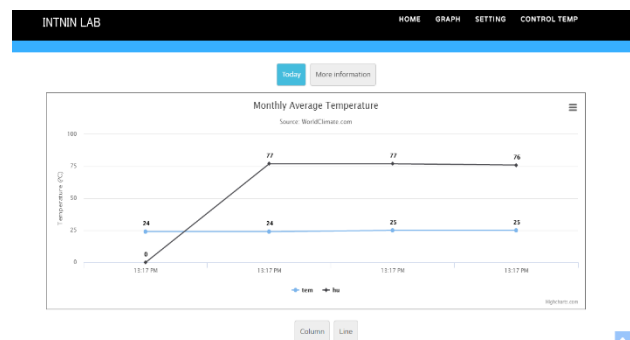 INTNIN LAB
HOME GRAPH SETTING CONTROL TEMP
Today More information
Monthly Average Temperature
Source: WorldClimate.com
Temperature (°C)
100
75
50
25
0
77 77 76
24 24 25 25
0
13:17 PM 13:17 PM 13:17 PM 13:17 PM
tem hu
Highcharts.com
Column Line